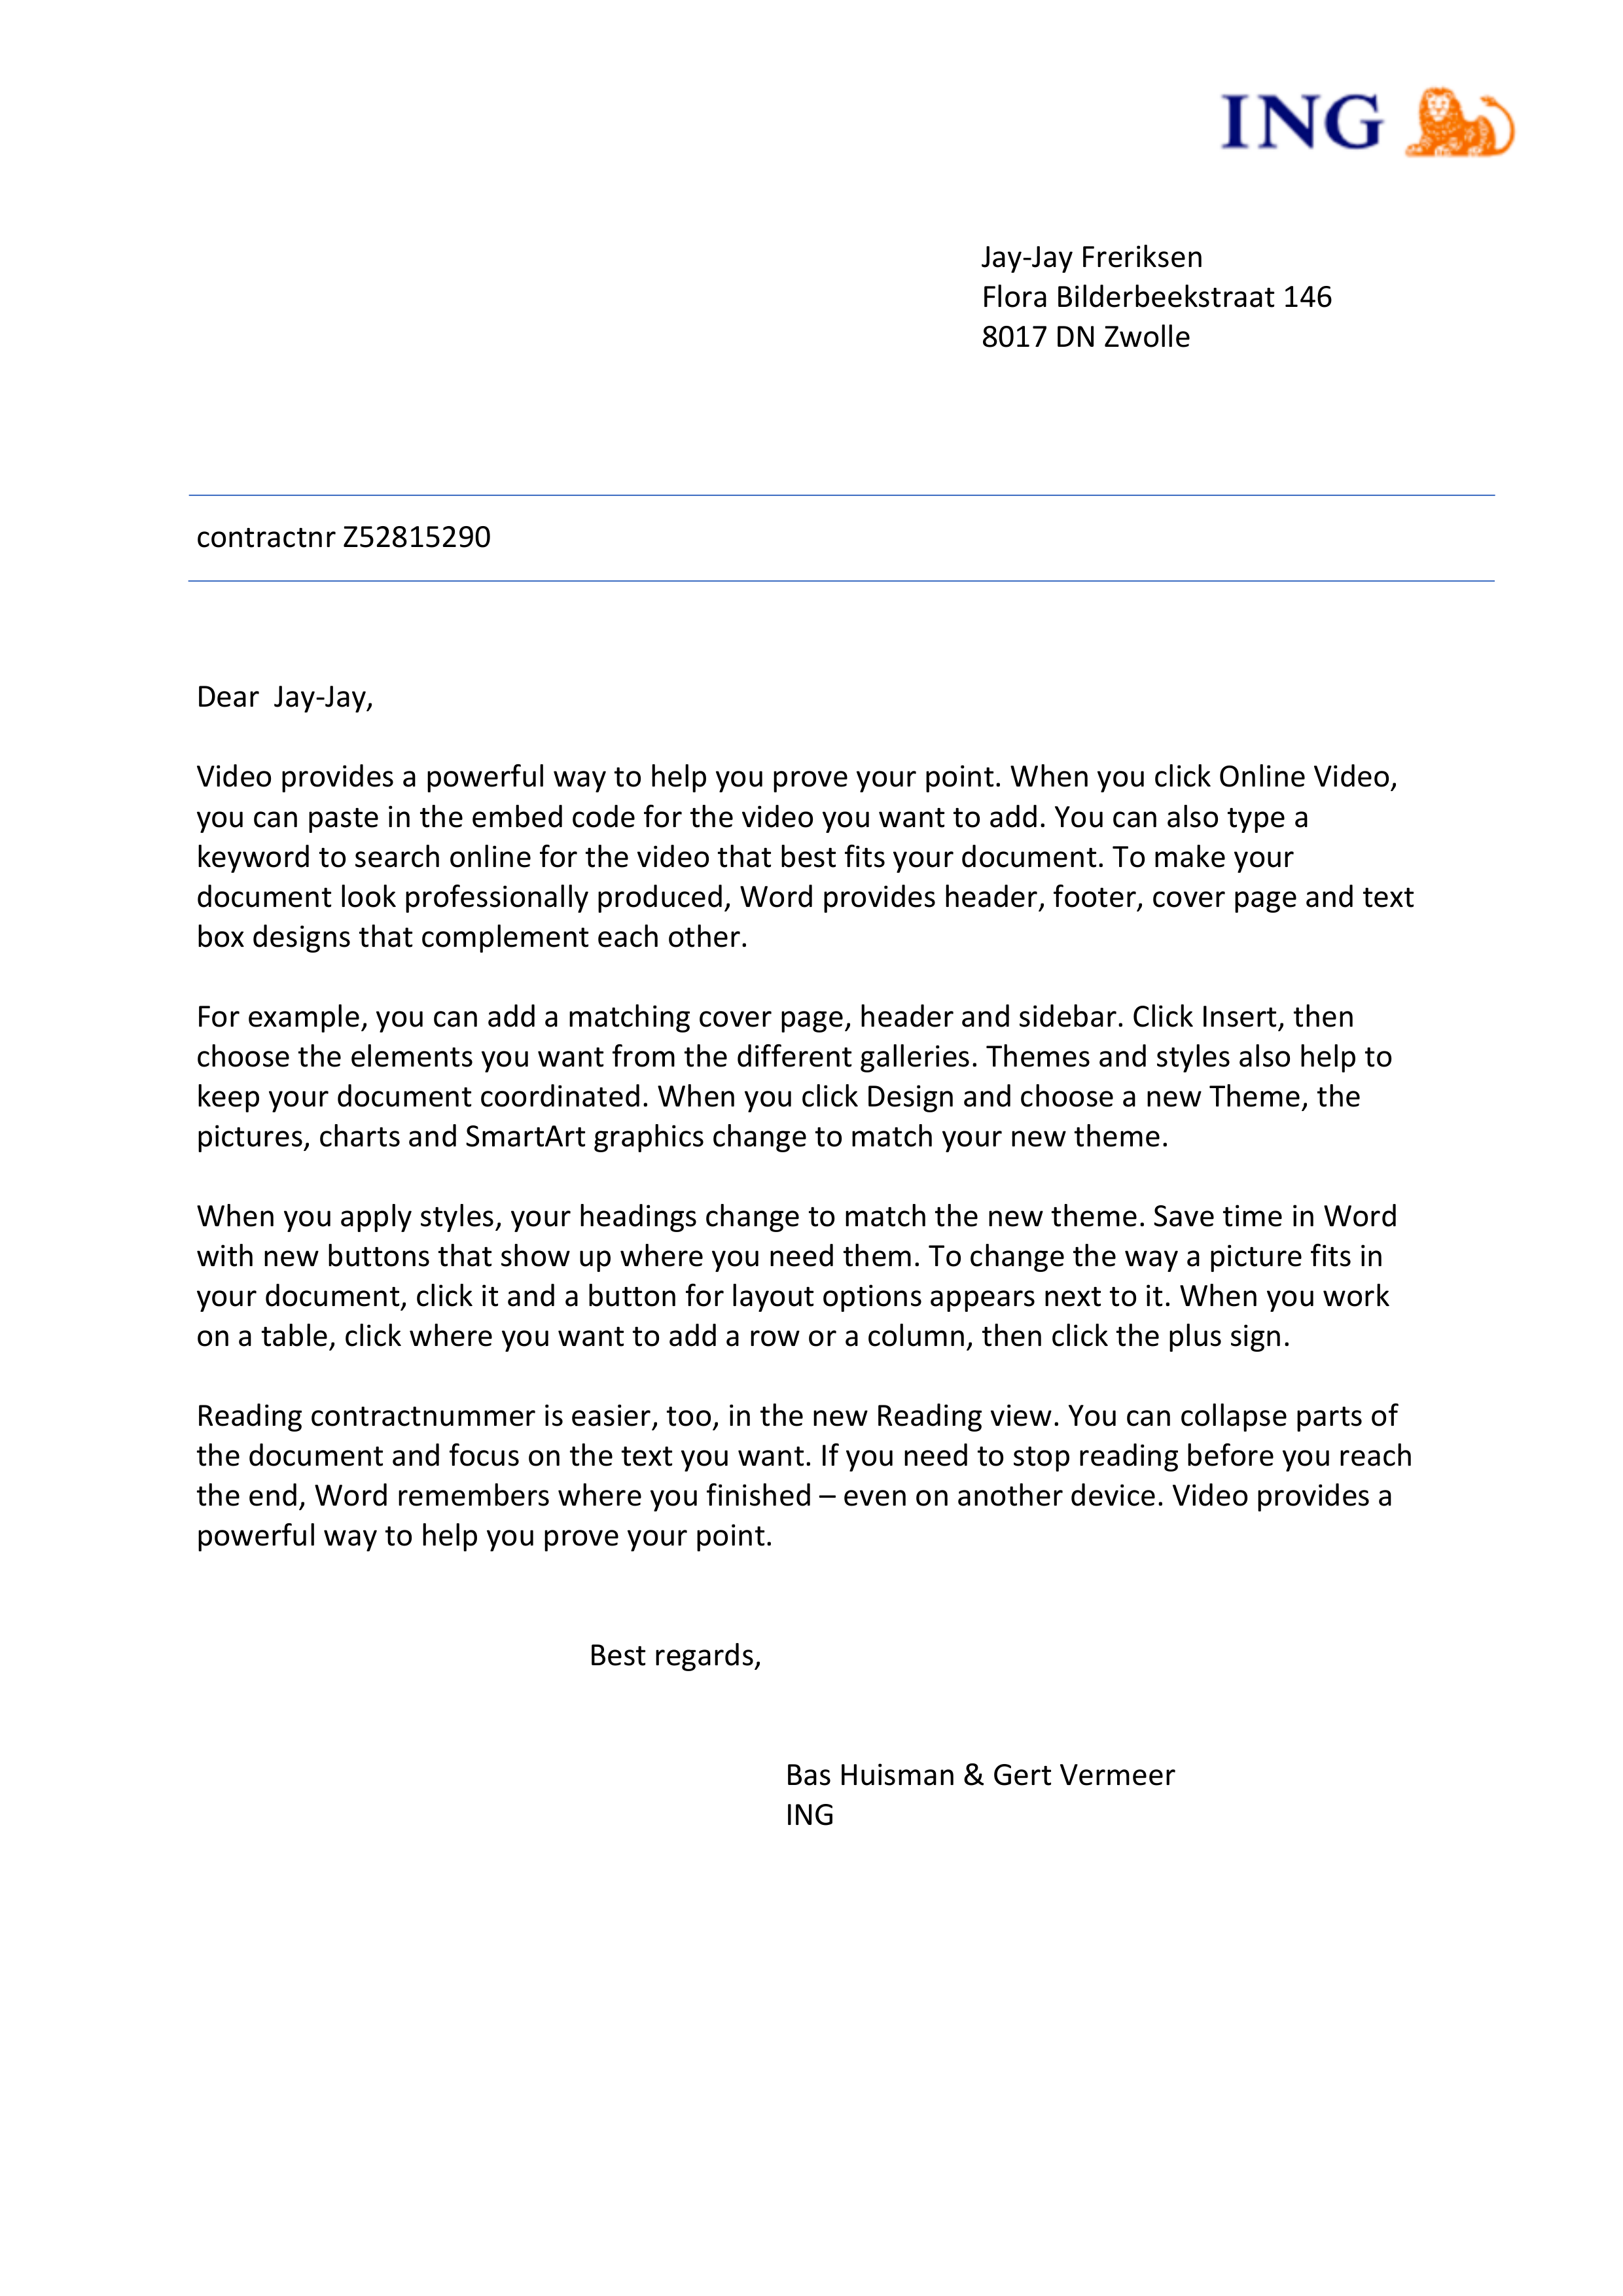 ING
Jay-Jay Freriksen
Flora Bilderbeekstraat 146
8017 DN Zwolle
contractnr Z52815290
Dear  Jay-Jay,
Video provides a powerful way to help you prove your point. When you click Online Video,
you can paste in the embed code for the video you want to add. You can also type a
keyword to search online for the video that best fits your document. To make your
document look professionally produced, Word provides header, footer, cover page and text
box designs that complement each other.
For example, you can add a matching cover page, header and sidebar. Click Insert, then
choose the elements you want from the different galleries. Themes and styles also help to
keep your document coordinated. When you click Design and choose a new Theme, the
pictures, charts and SmartArt graphics change to match your new theme.
When you apply styles, your headings change to match the new theme. Save time in Word
with new buttons that show up where you need them. To change the way a picture fits in
your document, click it and a button for layout options appears next to it. When you work
on a table, click where you want to add a row or a column, then click the plus sign.
Reading contractnummer is easier, too, in the new Reading view. You can collapse parts of
the document and focus on the text you want. If you need to stop reading before you reach
the end, Word remembers where you finished – even on another device. Video provides a
powerful way to help you prove your point.
Best regards,
Bas Huisman & Gert Vermeer
ING